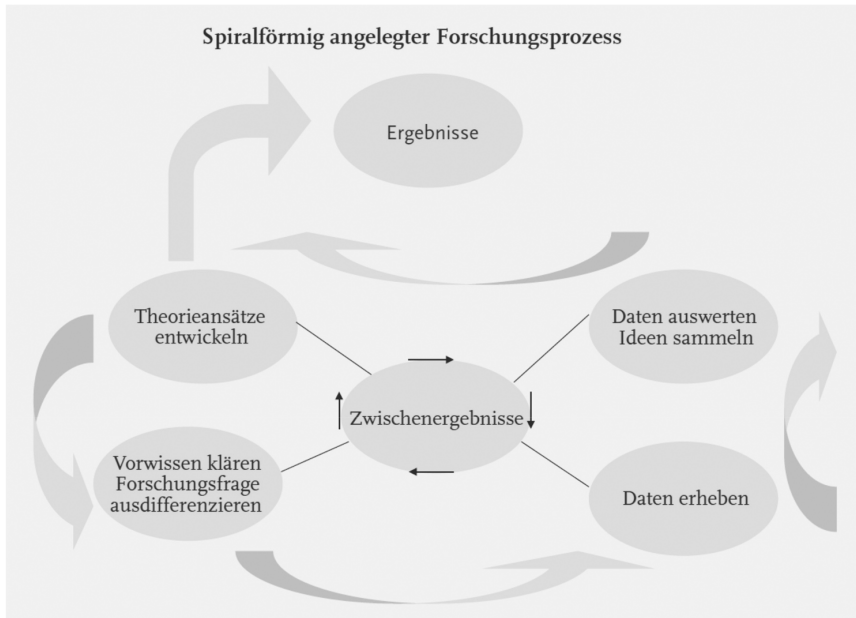 Spiralförmig angelegter Forschungsprozess
Ergebnisse
Theorieansätze
entwickeln
Daten auswerten
Ideen sammeln
Zwischenergebnisse
Vorwissen klären
Forschungsfrage
ausdifferenzieren
Daten erheben